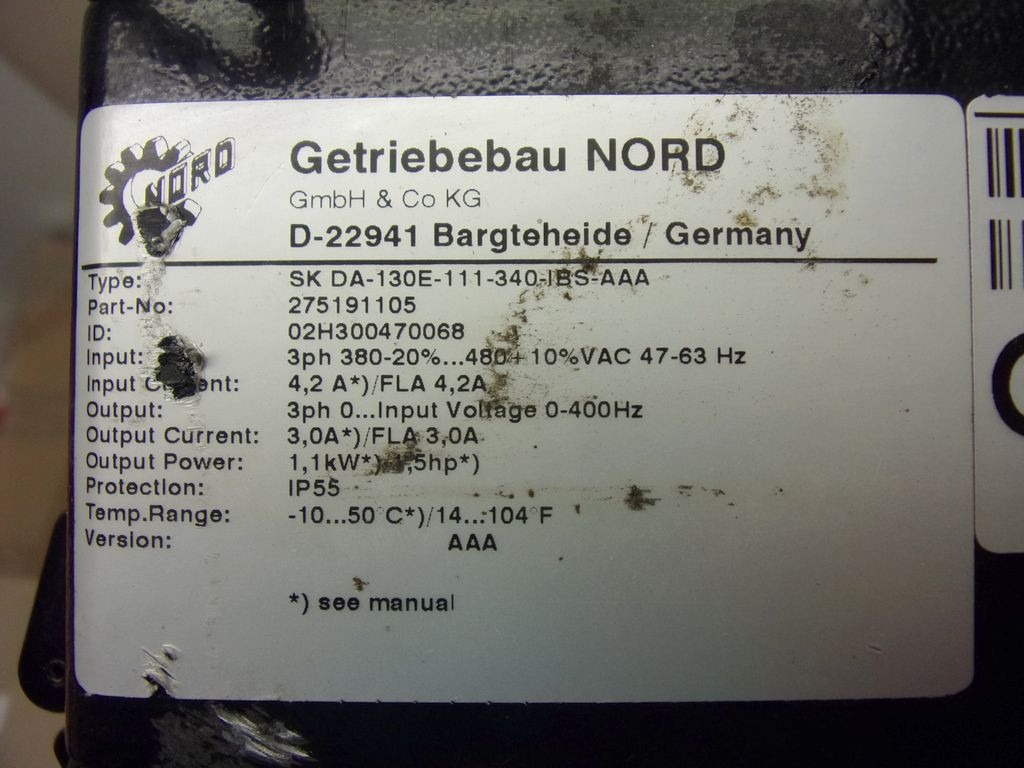 NORD
Getriebebau NORD
GmbH & Co KG
D-22941 Bargteheide / Germany
Type: SK DA-130E-111-340-IBS-AAA
Part-No: 275191105
ID: 02H300470068
Input: 3ph 380-20%...480+10%VAC 47-63 Hz
Input Current: 4,2 A*)/FLA 4,2A
Output: 3ph 0...Input Voltage 0-400Hz
Output Current: 3,0A*)/FLA 3,0A
Output Power: 1,1kW*)/1,5hp*)
Protection: IP55
Temp.Range: -10...50°C*)/14...104°F
Version: AAA
*) see manual